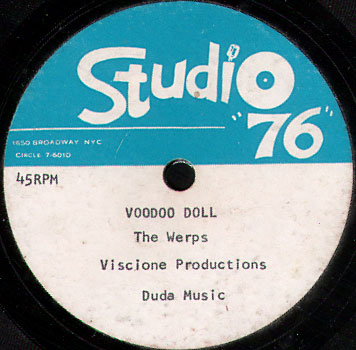 Studio
"76"
1650 BROADWAY NYC
CIRCLE 7-6010
45RPM
VOODOO DOLL
The Werps
Viscione Productions
Duda Music